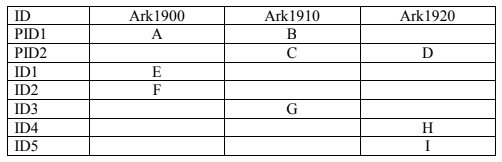 ID Ark1900 Ark1910 Ark1920
PID1 A B
PID2 C D
ID1 E
ID2 F
ID3 G
ID4 H
ID5 I